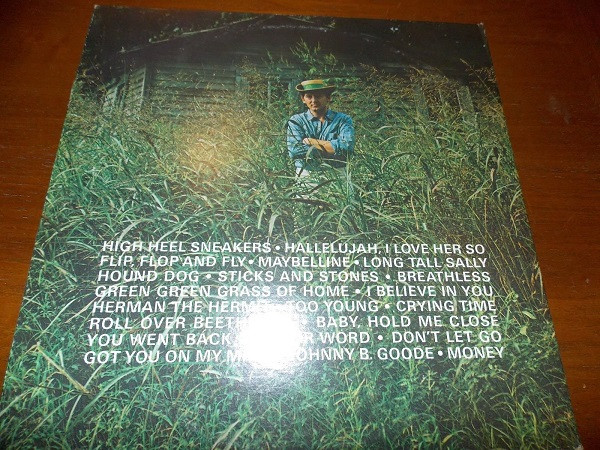 HIGH HEEL SNEAKERS • HALLELUJAH, I LOVE HER SO
FLIP, FLOP AND FLY • MAYBELLINE • LONG TALL SALLY
HOUND DOG • STICKS AND STONES • BREATHLESS
GREEN GREEN GRASS OF HOME • I BELIEVE IN YOU
HERMAN THE HERMIT • TOO YOUNG • CRYING TIME
ROLL OVER • BABY, HOLD ME CLOSE
YOU WENT BACK WORD • DON'T LET GO
GOT YOU ON MY • JOHNNY B. GOODE • MONEY